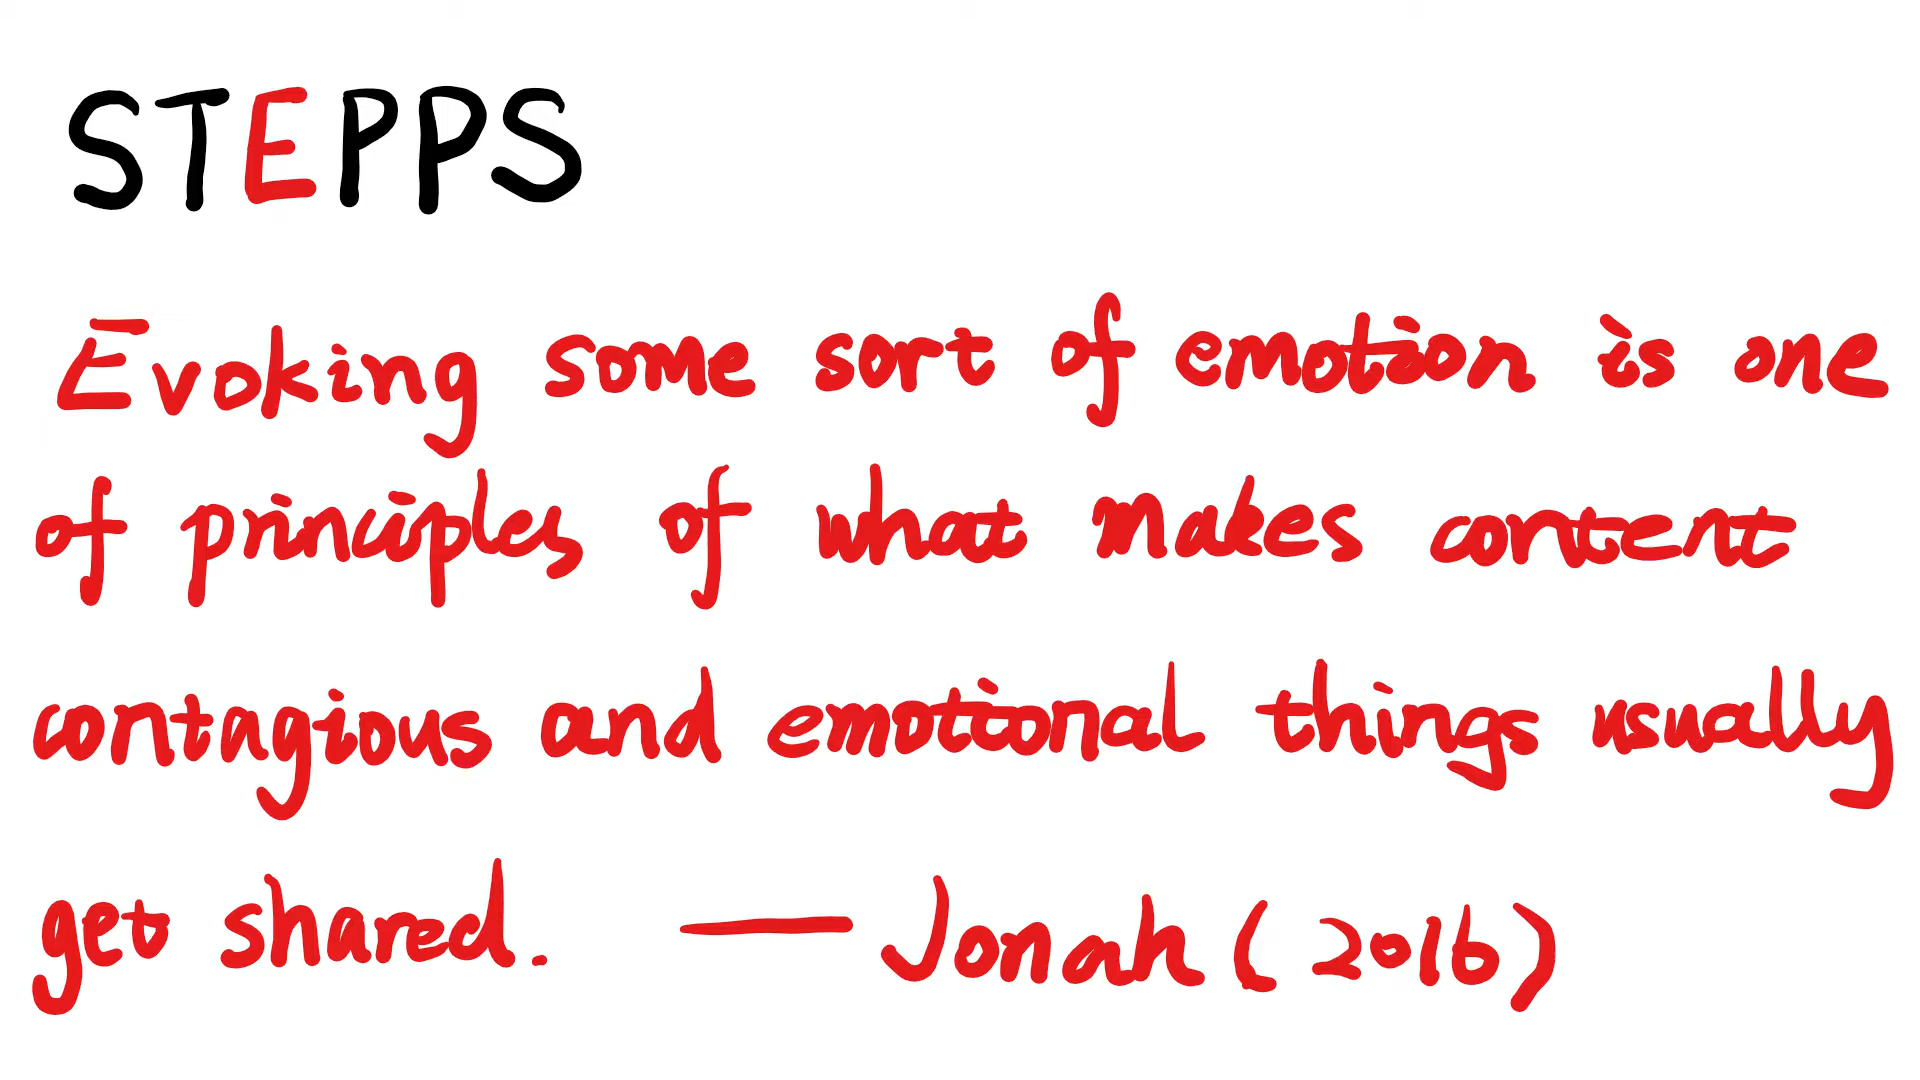 STEPPS
Evoking some sort of emotion is one
of principles of what makes content
contagious and emotional things usually
get shared. — Jonah (2016)